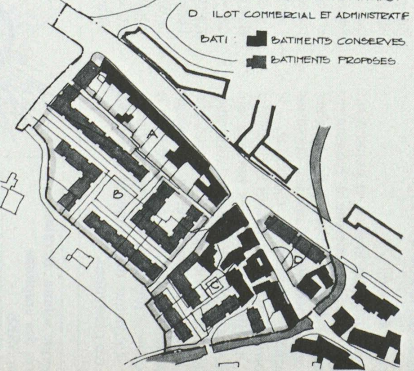 D. ILOT COMMERCIAL ET ADMINISTRATIF
BATI : BATIMENTS CONSERVES
BATIMENTS PROPOSES
A
B
C
D